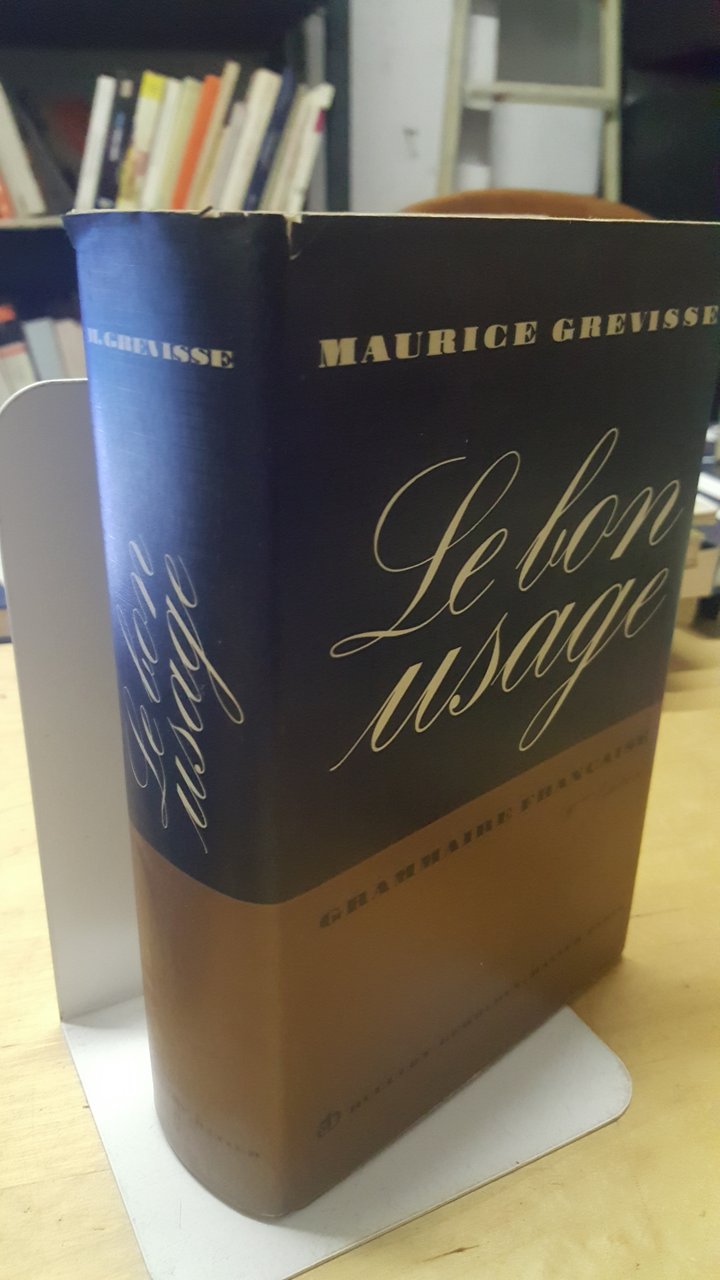 M. GREVISSE
Le bon
usage
MAURICE GREVISSE
Le bon
usage
GRAMMAIRE FRANÇAISE